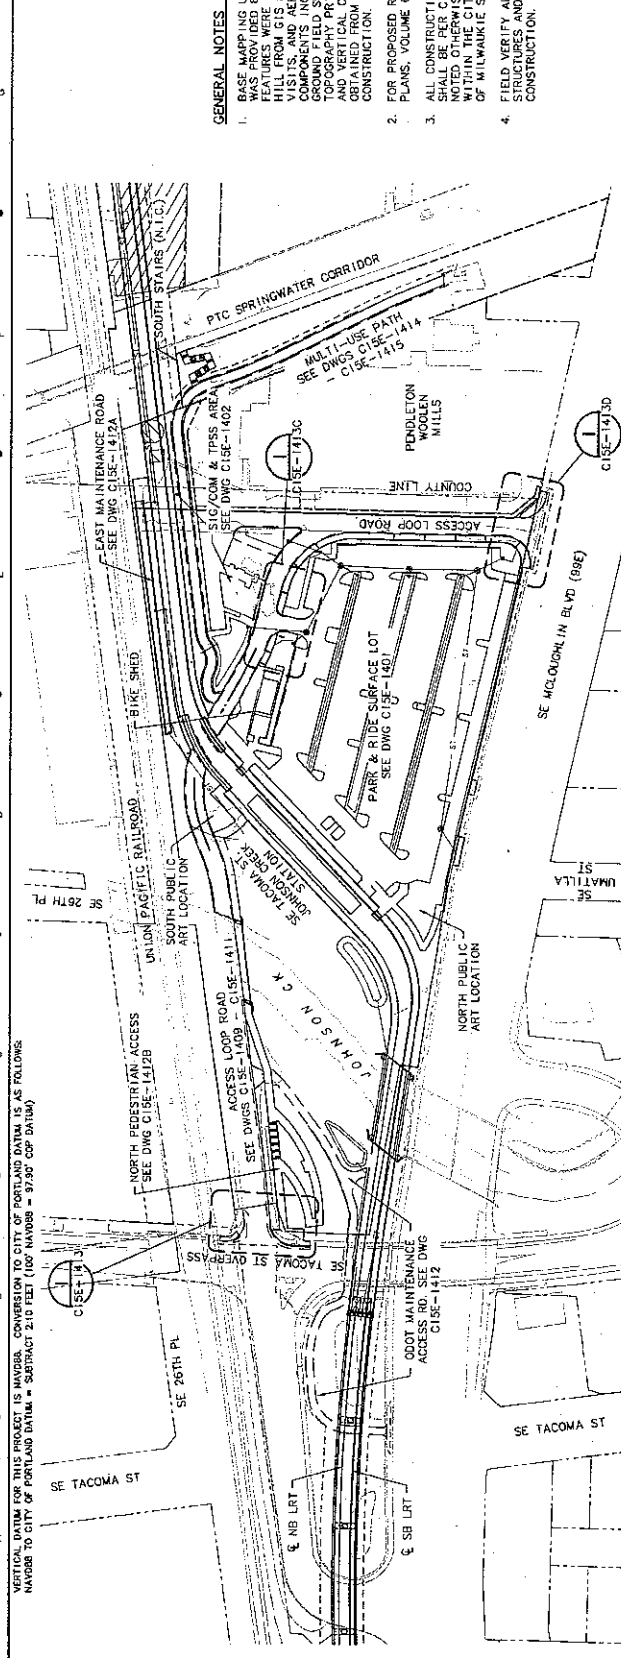 VERTICAL DATUM FOR THIS PROJECT IS NAVD88. CONVERSION TO CITY OF PORTLAND DATUM IS AS FOLLOWS:
NAVD88 TO CITY OF PORTLAND DATUM = SUBTRACT 2.10 FEET (100' NAVD88 = 97.90' COP DATUM)
SE TACOMA ST
SE 26TH PL
C15E-1413
NORTH PEDESTRIAN ACCESS
SEE DWG C15E-1412B
SE 26TH PL
UNION PACIFIC RAILROAD
SOUTH PUBLIC
ART LOCATION
BIKE SHED
EAST MAINTENANCE ROAD
SEE DWG C15E-1412A
SOUTH STAIRS (N.I.C.)
SIG/COM & TPSS AREA
SEE DWG C15E-1402
1
C15E-1413C
PTC SPRINGWATER CORRIDOR
MULTI-USE PATH
SEE DWGS C15E-1414
- C15E-1415
ACCESS LOOP ROAD
SEE DWGS C15E-1409 - C15E-1411
SE TACOMA ST OVERPASS
JOHNSON CK
SE TACOMA ST
JOHNSON CREEK
STATION
PARK & RIDE SURFACE LOT
SEE DWG C15E-1401
ACCESS LOOP ROAD
COUNTY LINE
PENDLETON
WOOLEN
MILLS
1
C15E-1413D
NB LRT
SB LRT
ODOT MAINTENANCE
ACCESS RD. SEE DWG
C15E-1412
NORTH PUBLIC
ART LOCATION
SE MCLOUGHLIN BLVD (99E)
SE TACOMA ST
SE
UMATILLA
ST
GENERAL NOTES
1. BASE MAPPING U
WAS PROVIDED B
FEATURES WERE
HILL FROM GIS A
VISITS, AND AER
COMPONENTS INC
GROUND FIELD S
TOPOGRAPHY PR
AND VERTICAL C
OBTAINED FROM
CONSTRUCTION.
2. FOR PROPOSED R
PLANS, VOLUME
3. ALL CONSTRUCTI
SHALL BE PER C
NOTED OTHERWIS
WITHIN THE CIT
OF MILWAUKIE S
4. FIELD VERIFY A
STRUCTURES AND
CONSTRUCTION.